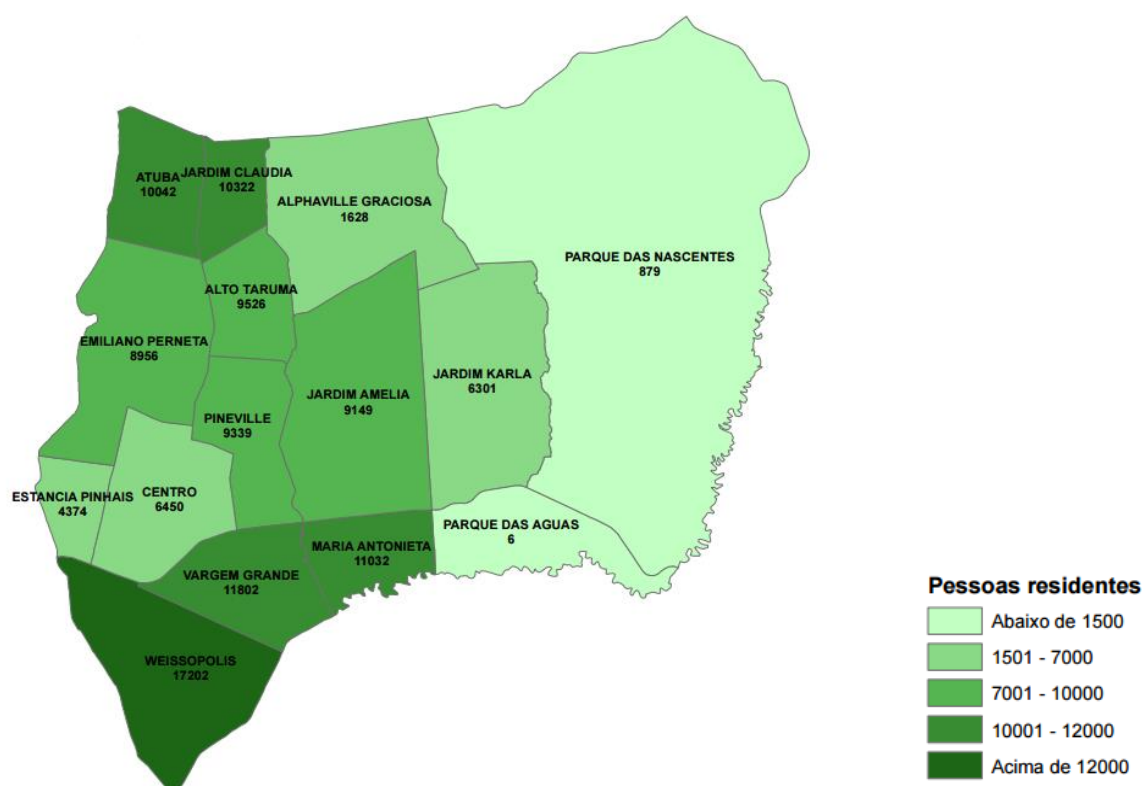 ATUBA
10042
JARDIM CLAUDIA
10322
ALPHAVILLE GRACIOSA
1628
PARQUE DAS NASCENTES
879
ALTO TARUMA
9526
EMILIANO PERNETA
8956
JARDIM KARLA
6301
JARDIM AMELIA
9149
PINEVILLE
9339
ESTANCIA PINHAIS
4374
CENTRO
6450
PARQUE DAS AGUAS
6
MARIA ANTONIETA
11032
VARGEM GRANDE
11802
WEISSOPOLIS
17202
Pessoas residentes
Abaixo de 1500
1501 - 7000
7001 - 10000
10001 - 12000
Acima de 12000